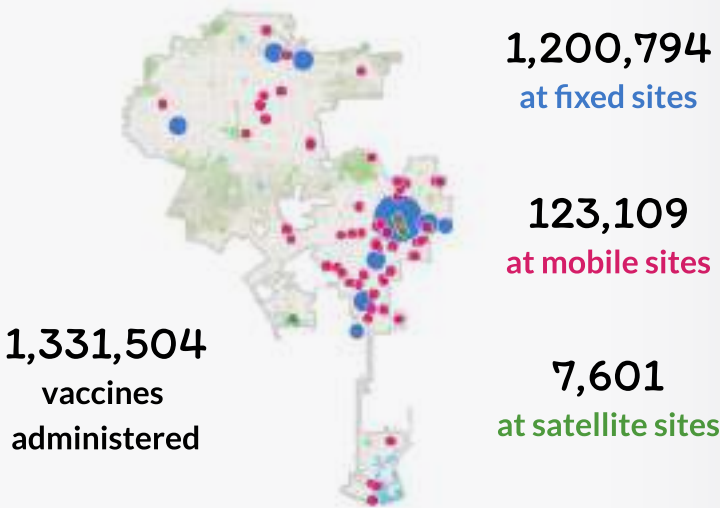 1,200,794
at fixed sites
123,109
at mobile sites
1,331,504
vaccines
administered
7,601
at satellite sites